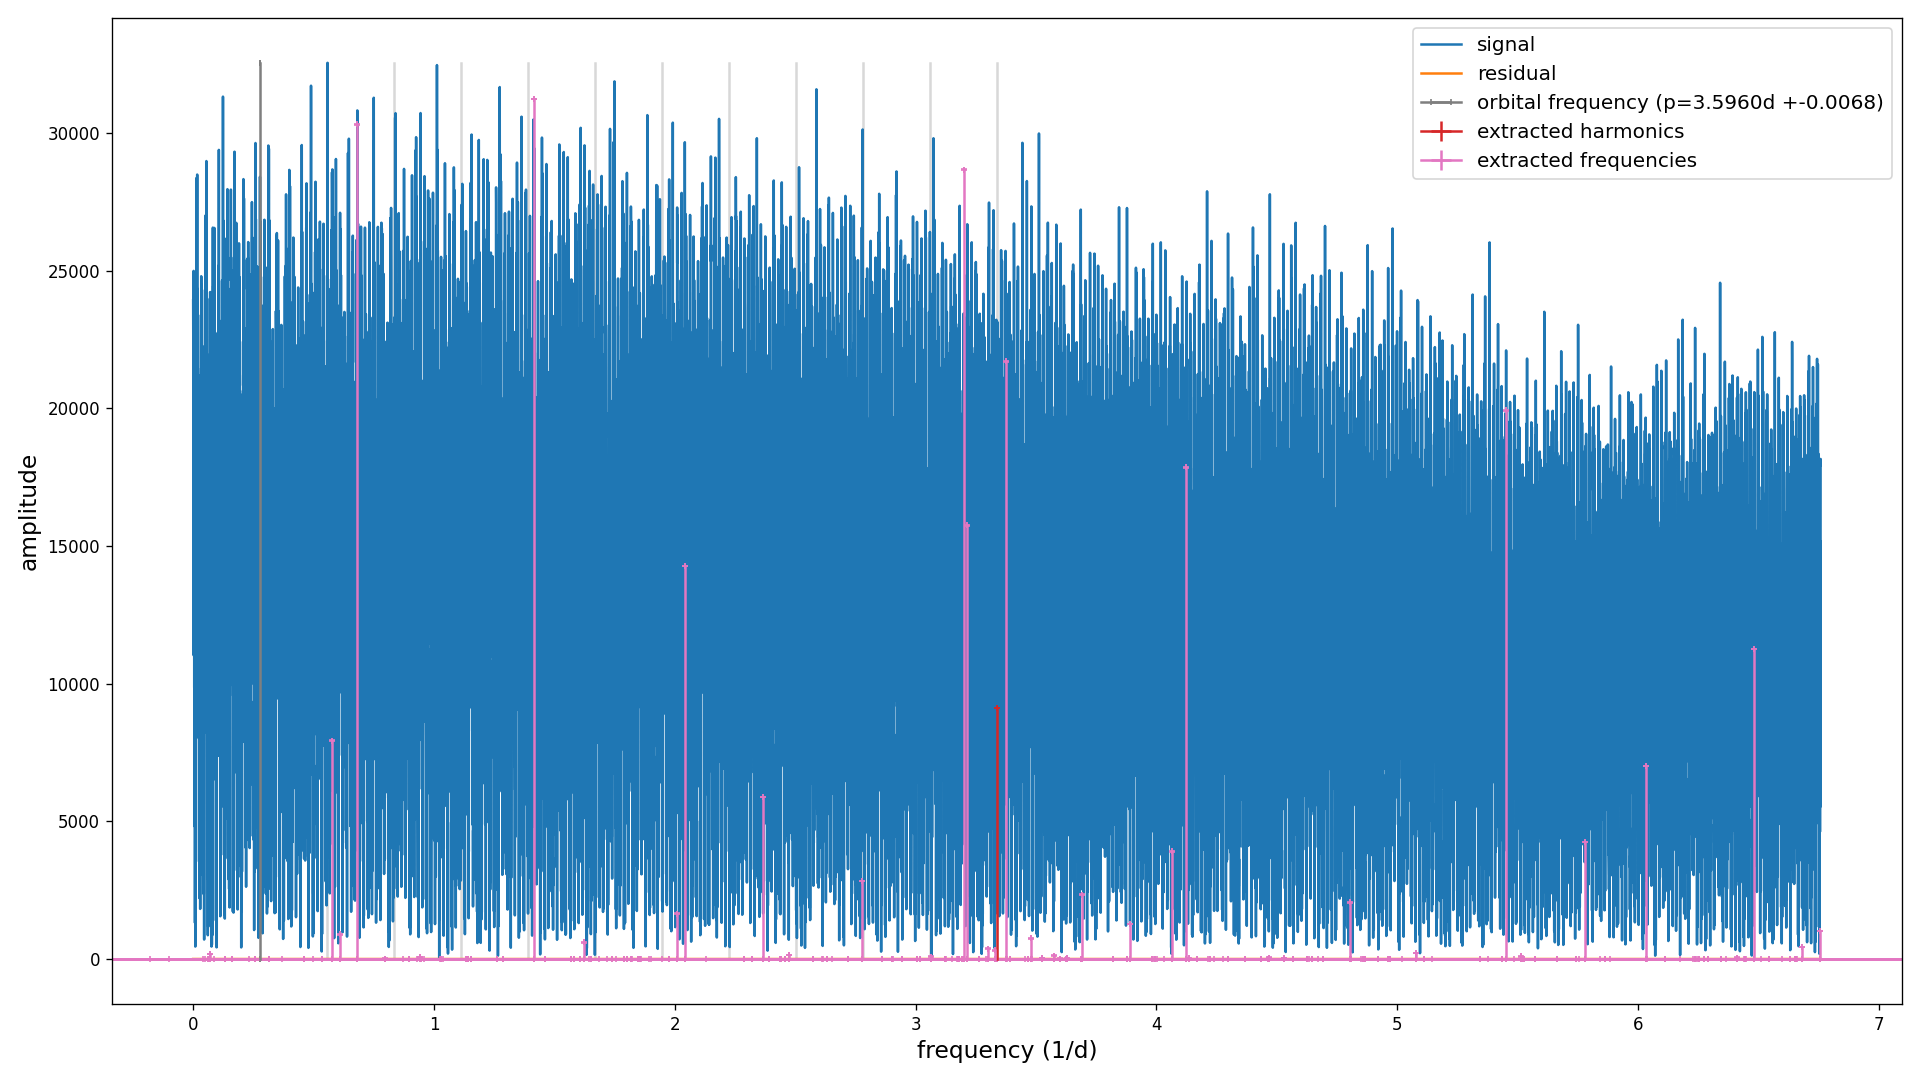 signal
residual
orbital frequency (p=3.5960d +-0.0068)
extracted harmonics
extracted frequencies
30000
25000
20000
15000
10000
5000
0
amplitude
0 1 2 3 4 5 6 7
frequency (1/d)